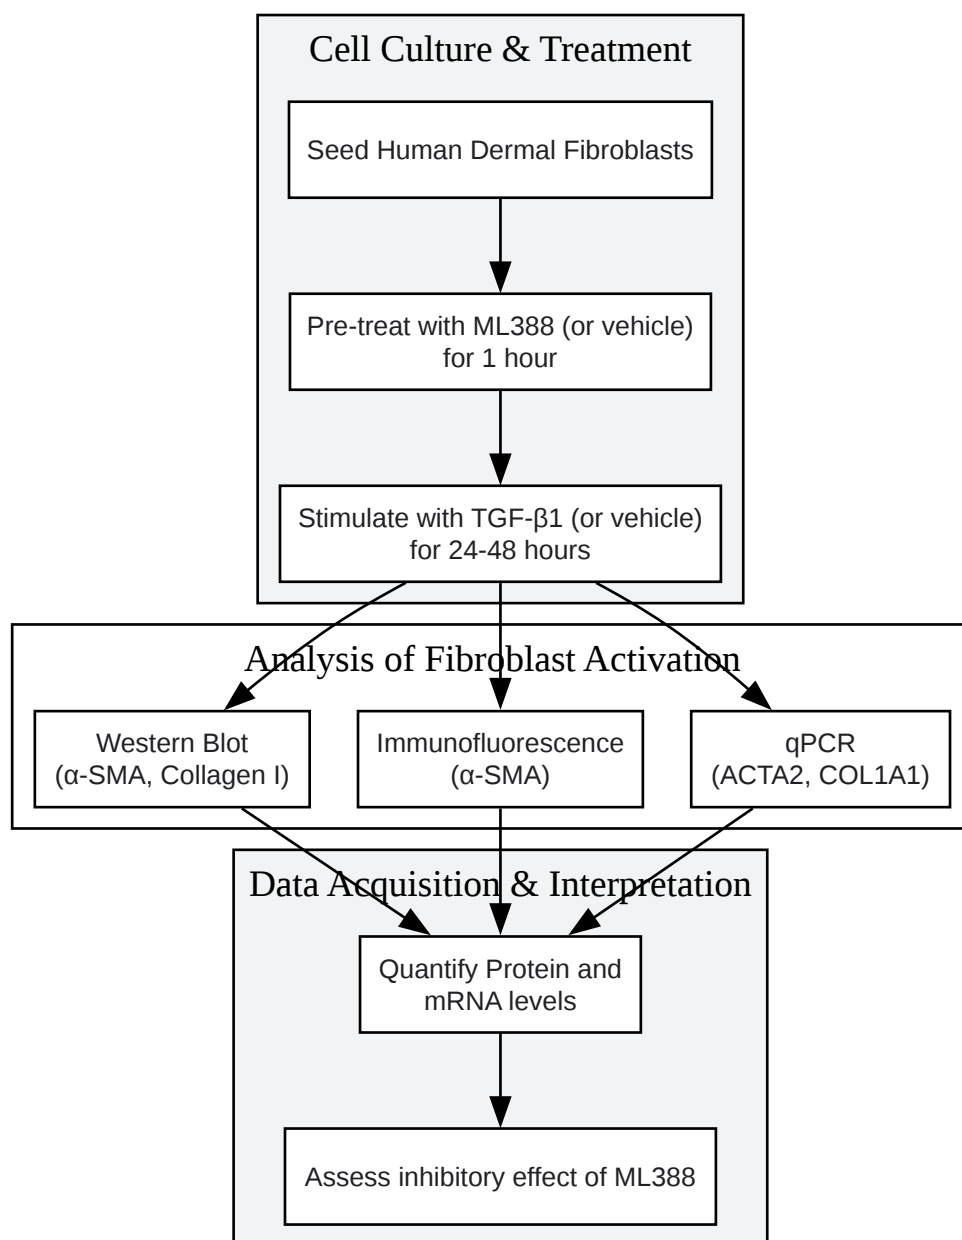 Cell Culture & Treatment
Seed Human Dermal Fibroblasts
Pre-treat with ML388 (or vehicle)
for 1 hour
Stimulate with TGF-β1 (or vehicle)
for 24-48 hours
Analysis of Fibroblast Activation
Western Blot
(α-SMA, Collagen I)
Immunofluorescence
(α-SMA)
qPCR
(ACTA2, COL1A1)
Data Acquisition & Interpretation
Quantify Protein and
mRNA levels
Assess inhibitory effect of ML388